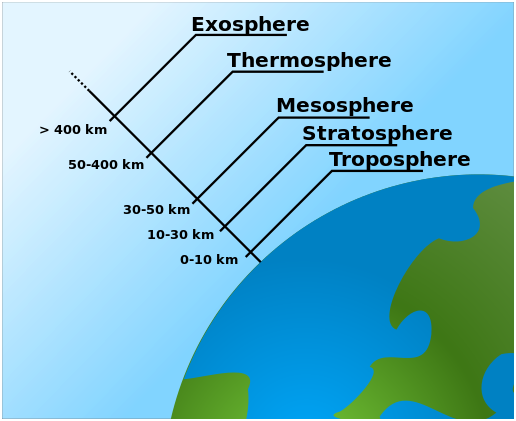 Exosphere
Thermosphere
Mesosphere
> 400 km
Stratosphere
Troposphere
50-400 km
30-50 km
10-30 km
0-10 km